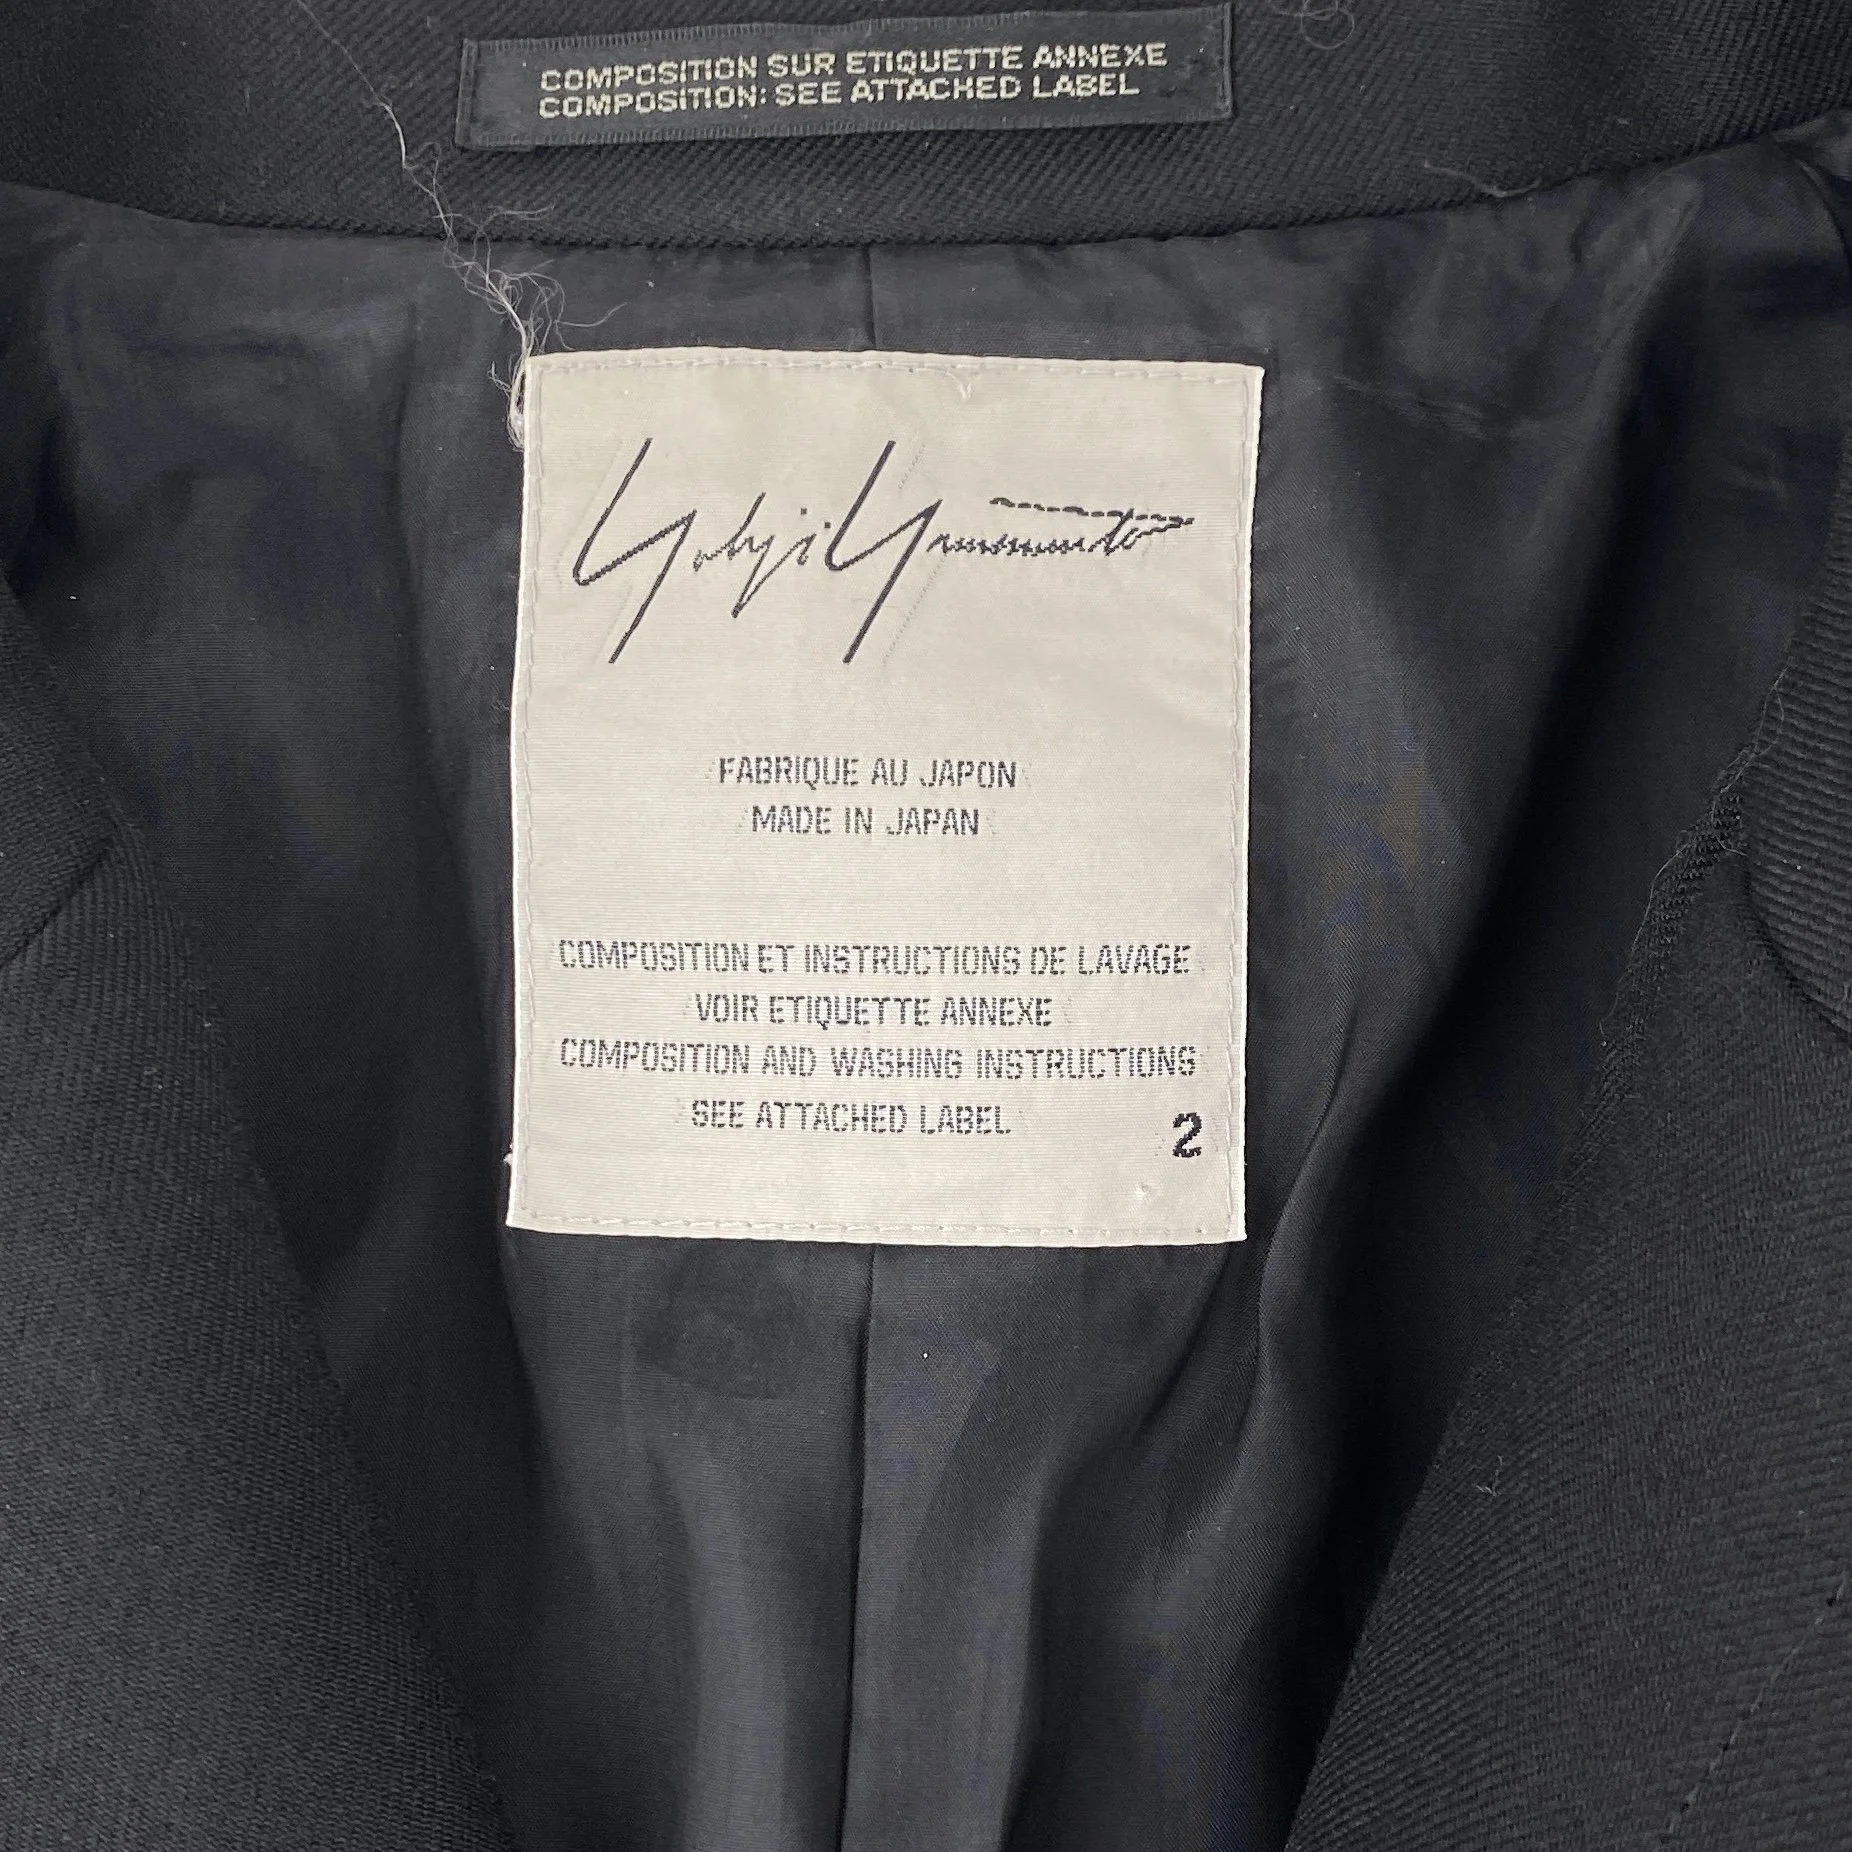 COMPOSITION SUR ETIQUETTE ANNEXE
COMPOSITION: SEE ATTACHED LABEL
Yohji Yamamoto
FABRIQUE AU JAPON
MADE IN JAPAN
COMPOSITION ET INSTRUCTIONS DE LAVAGE
VOIR ETIQUETTE ANNEXE
COMPOSITION AND WASHING INSTRUCTIONS
SEE ATTACHED LABEL
2